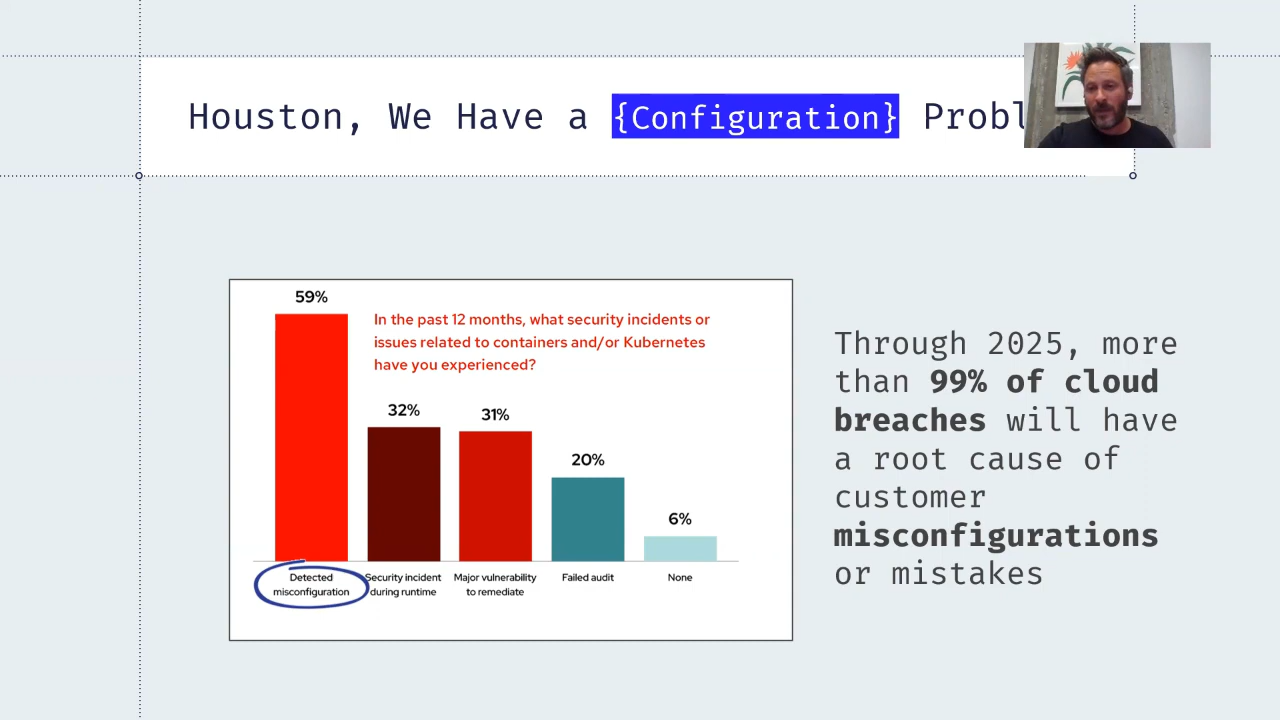 Houston, We Have a {Configuration} Probl
59%
In the past 12 months, what security incidents or
issues related to containers and/or Kubernetes
have you experienced?
32%
31%
20%
6%
Detected
misconfiguration
Security incident
during runtime
Major vulnerability
to remediate
Failed audit
None
Through 2025, more
than 99% of cloud
breaches will have
a root cause of
customer
misconfigurations
or mistakes